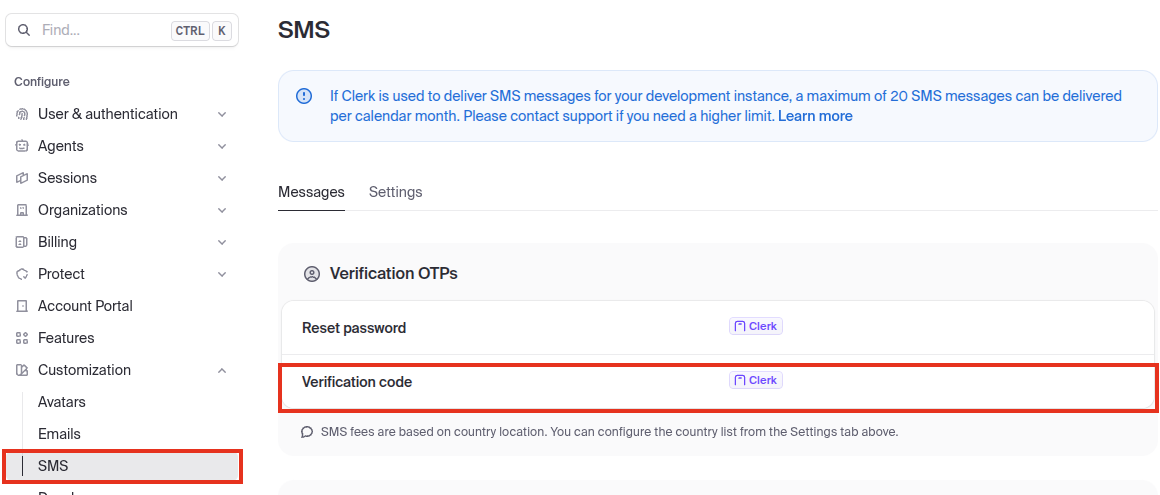 Find...
CTRL K
Configure
User & authentication
Agents
Sessions
Organizations
Billing
Protect
Account Portal
Features
Customization
Avatars
Emails
SMS
SMS
If Clerk is used to deliver SMS messages for your development instance, a maximum of 20 SMS messages can be delivered
per calendar month. Please contact support if you need a higher limit. Learn more
Messages Settings
Verification OTPs
Reset password Clerk
Verification code Clerk
SMS fees are based on country location. You can configure the country list from the Settings tab above.